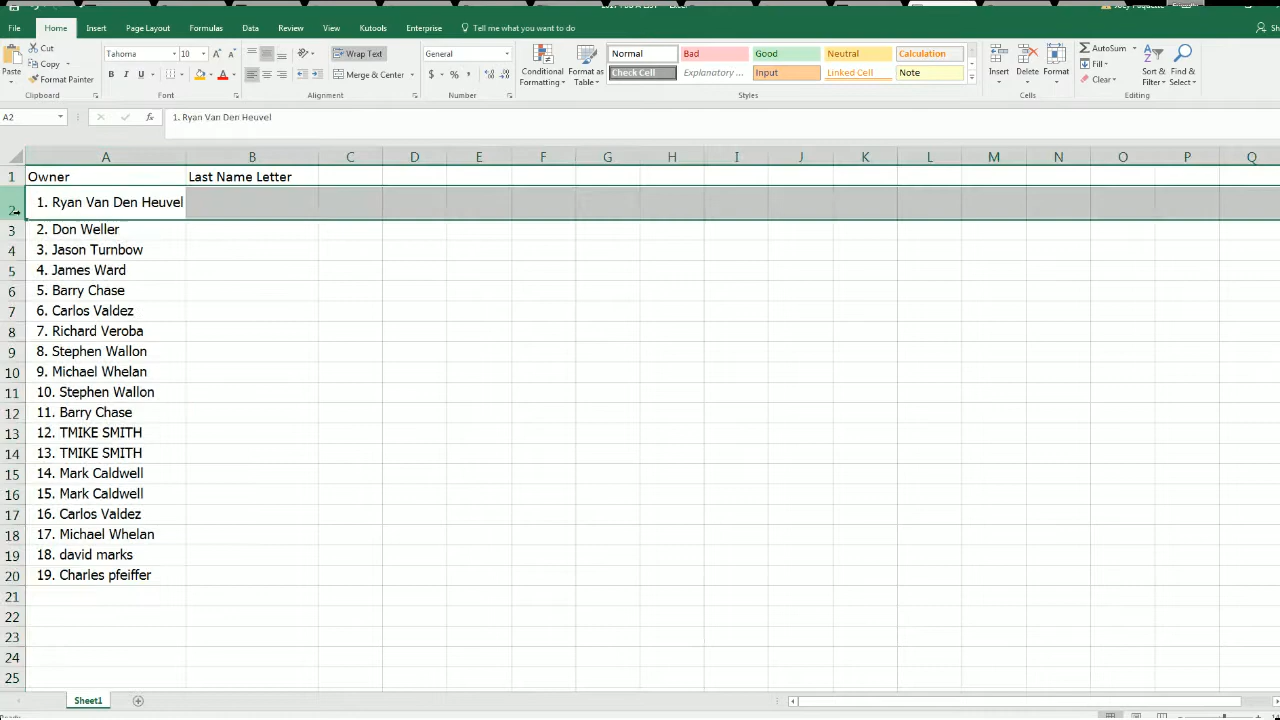 File Home Insert Page Layout Formulas Data Review View Kutools Enterprise Tell me what you want to do
Cut Tahoma 10 Wrap Text General Normal Bad Good Neutral Calculation AutoSum
Paste Copy Format Painter B I U A Merge & Center $ % Conditional Formatting Format as Table Check Cell Explanatory ... Input Linked Cell Note Insert Delete Format Fill Clear Sort & Filter Find & Select
Clipboard Font Alignment Number Styles Cells Editing
A2 fx 1. Ryan Van Den Heuvel
A B C D E F G H I J K L M N O P Q
1 Owner Last Name Letter
2 1. Ryan Van Den Heuvel
3 2. Don Weller
4 3. Jason Turnbow
5 4. James Ward
6 5. Barry Chase
7 6. Carlos Valdez
8 7. Richard Veroba
9 8. Stephen Wallon
10 9. Michael Whelan
11 10. Stephen Wallon
12 11. Barry Chase
13 12. TMIKE SMITH
14 13. TMIKE SMITH
15 14. Mark Caldwell
16 15. Mark Caldwell
17 16. Carlos Valdez
18 17. Michael Whelan
19 18. david marks
20 19. Charles pfeiffer
21
22
23
24
25
Sheet1